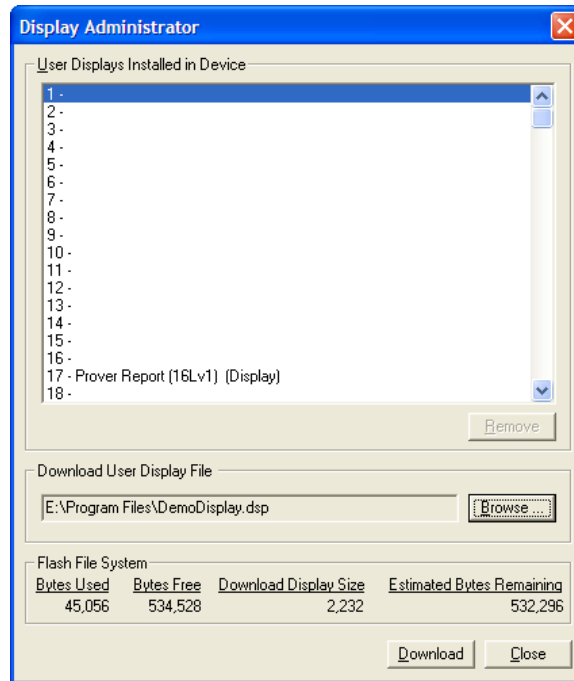 Display Administrator
User Displays Installed in Device
1 -
2 -
3 -
4 -
5 -
6 -
7 -
8 -
9 -
10 -
11 -
12 -
13 -
14 -
15 -
16 -
17 - Prover Report (16Lv1) (Display)
18 -
Remove
Download User Display File
E:\Program Files\DemoDisplay.dsp
Browse ...
Flash File System
Bytes Used Bytes Free Download Display Size Estimated Bytes Remaining
45,056 534,528 2,232 532,296
Download Close